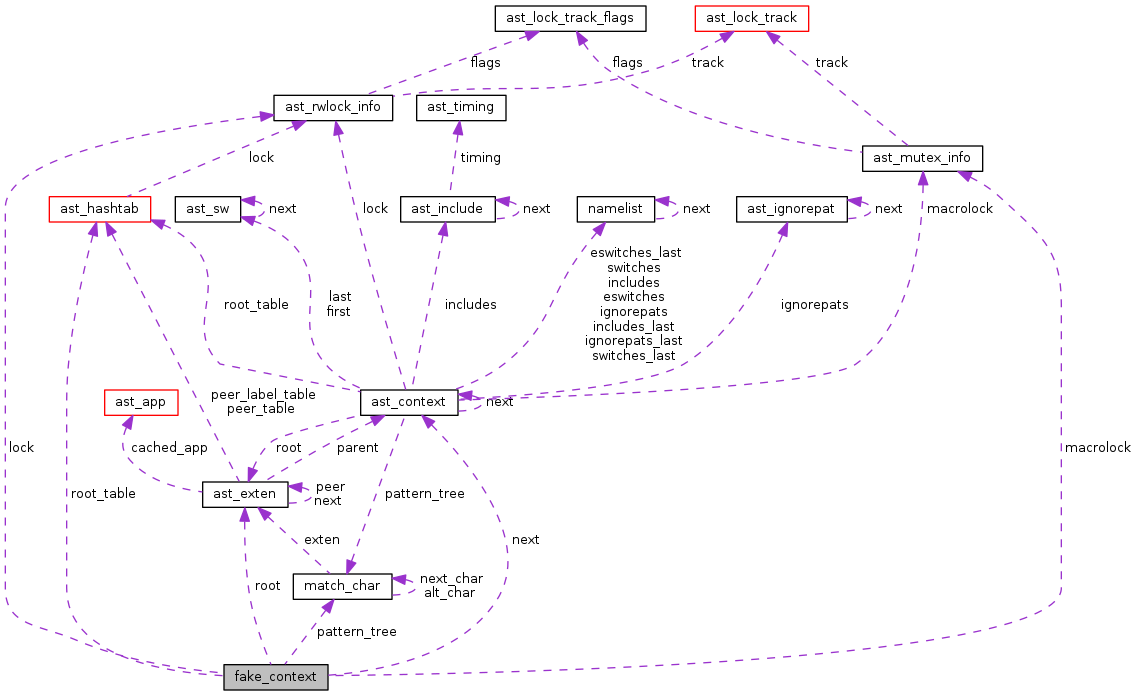 ast_lock_track_flags
ast_lock_track
flags
track
flags
track
ast_rwlock_info
ast_timing
lock
timing
ast_mutex_info
ast_hashtab
ast_sw
next
lock
ast_include
next
namelist
next
ast_ignorepat
next
macrolock
root_table
last
first
includes
eswitches_last
switches
includes
eswitches
ignorepats
includes_last
ignorepats_last
switches_last
ignorepats
ast_app
peer_label_table
peer_table
ast_context
next
lock
cached_app
root
parent
macrolock
root_table
ast_exten
peer
next
pattern_tree
exten
next
root
match_char
next_char
alt_char
pattern_tree
fake_context